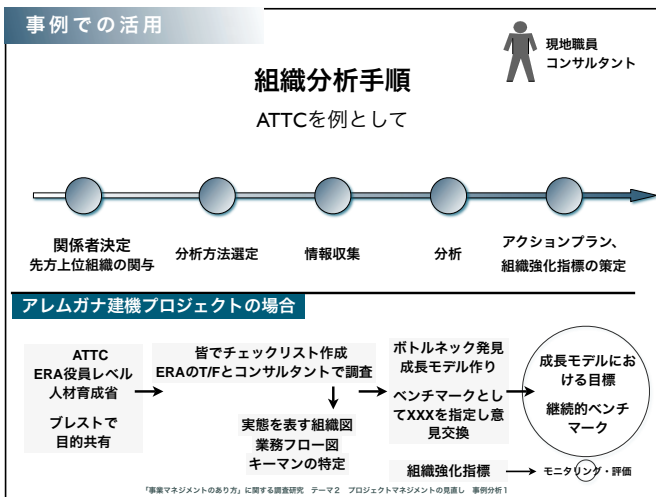 事例での活用
現地職員
コンサルタント
組織分析手順
ATTCを例として
関係者決定
先方上位組織の関与
分析方法選定
情報収集
分析
アクションプラン、
組織強化指標の策定
アレムガナ建機プロジェクトの場合
ATTC
ERA役員レベル
人材育成省
ブレストで
目的共有
皆でチェックリスト作成
ERAのT/Fとコンサルタントで調査
実態を表す組織図
業務フロー図
キーマンの特定
ボトルネック発見
成長モデル作り
ベンチマークとし
てXXXを指定し意
見交換
組織強化指標
成長モデルにお
ける目標
継続的ベンチ
マーク
モニタリング・評価
「事業マネジメントのあり方」に関する調査研究 テーマ2 プロジェクトマネジメントの見直し 事例分析1